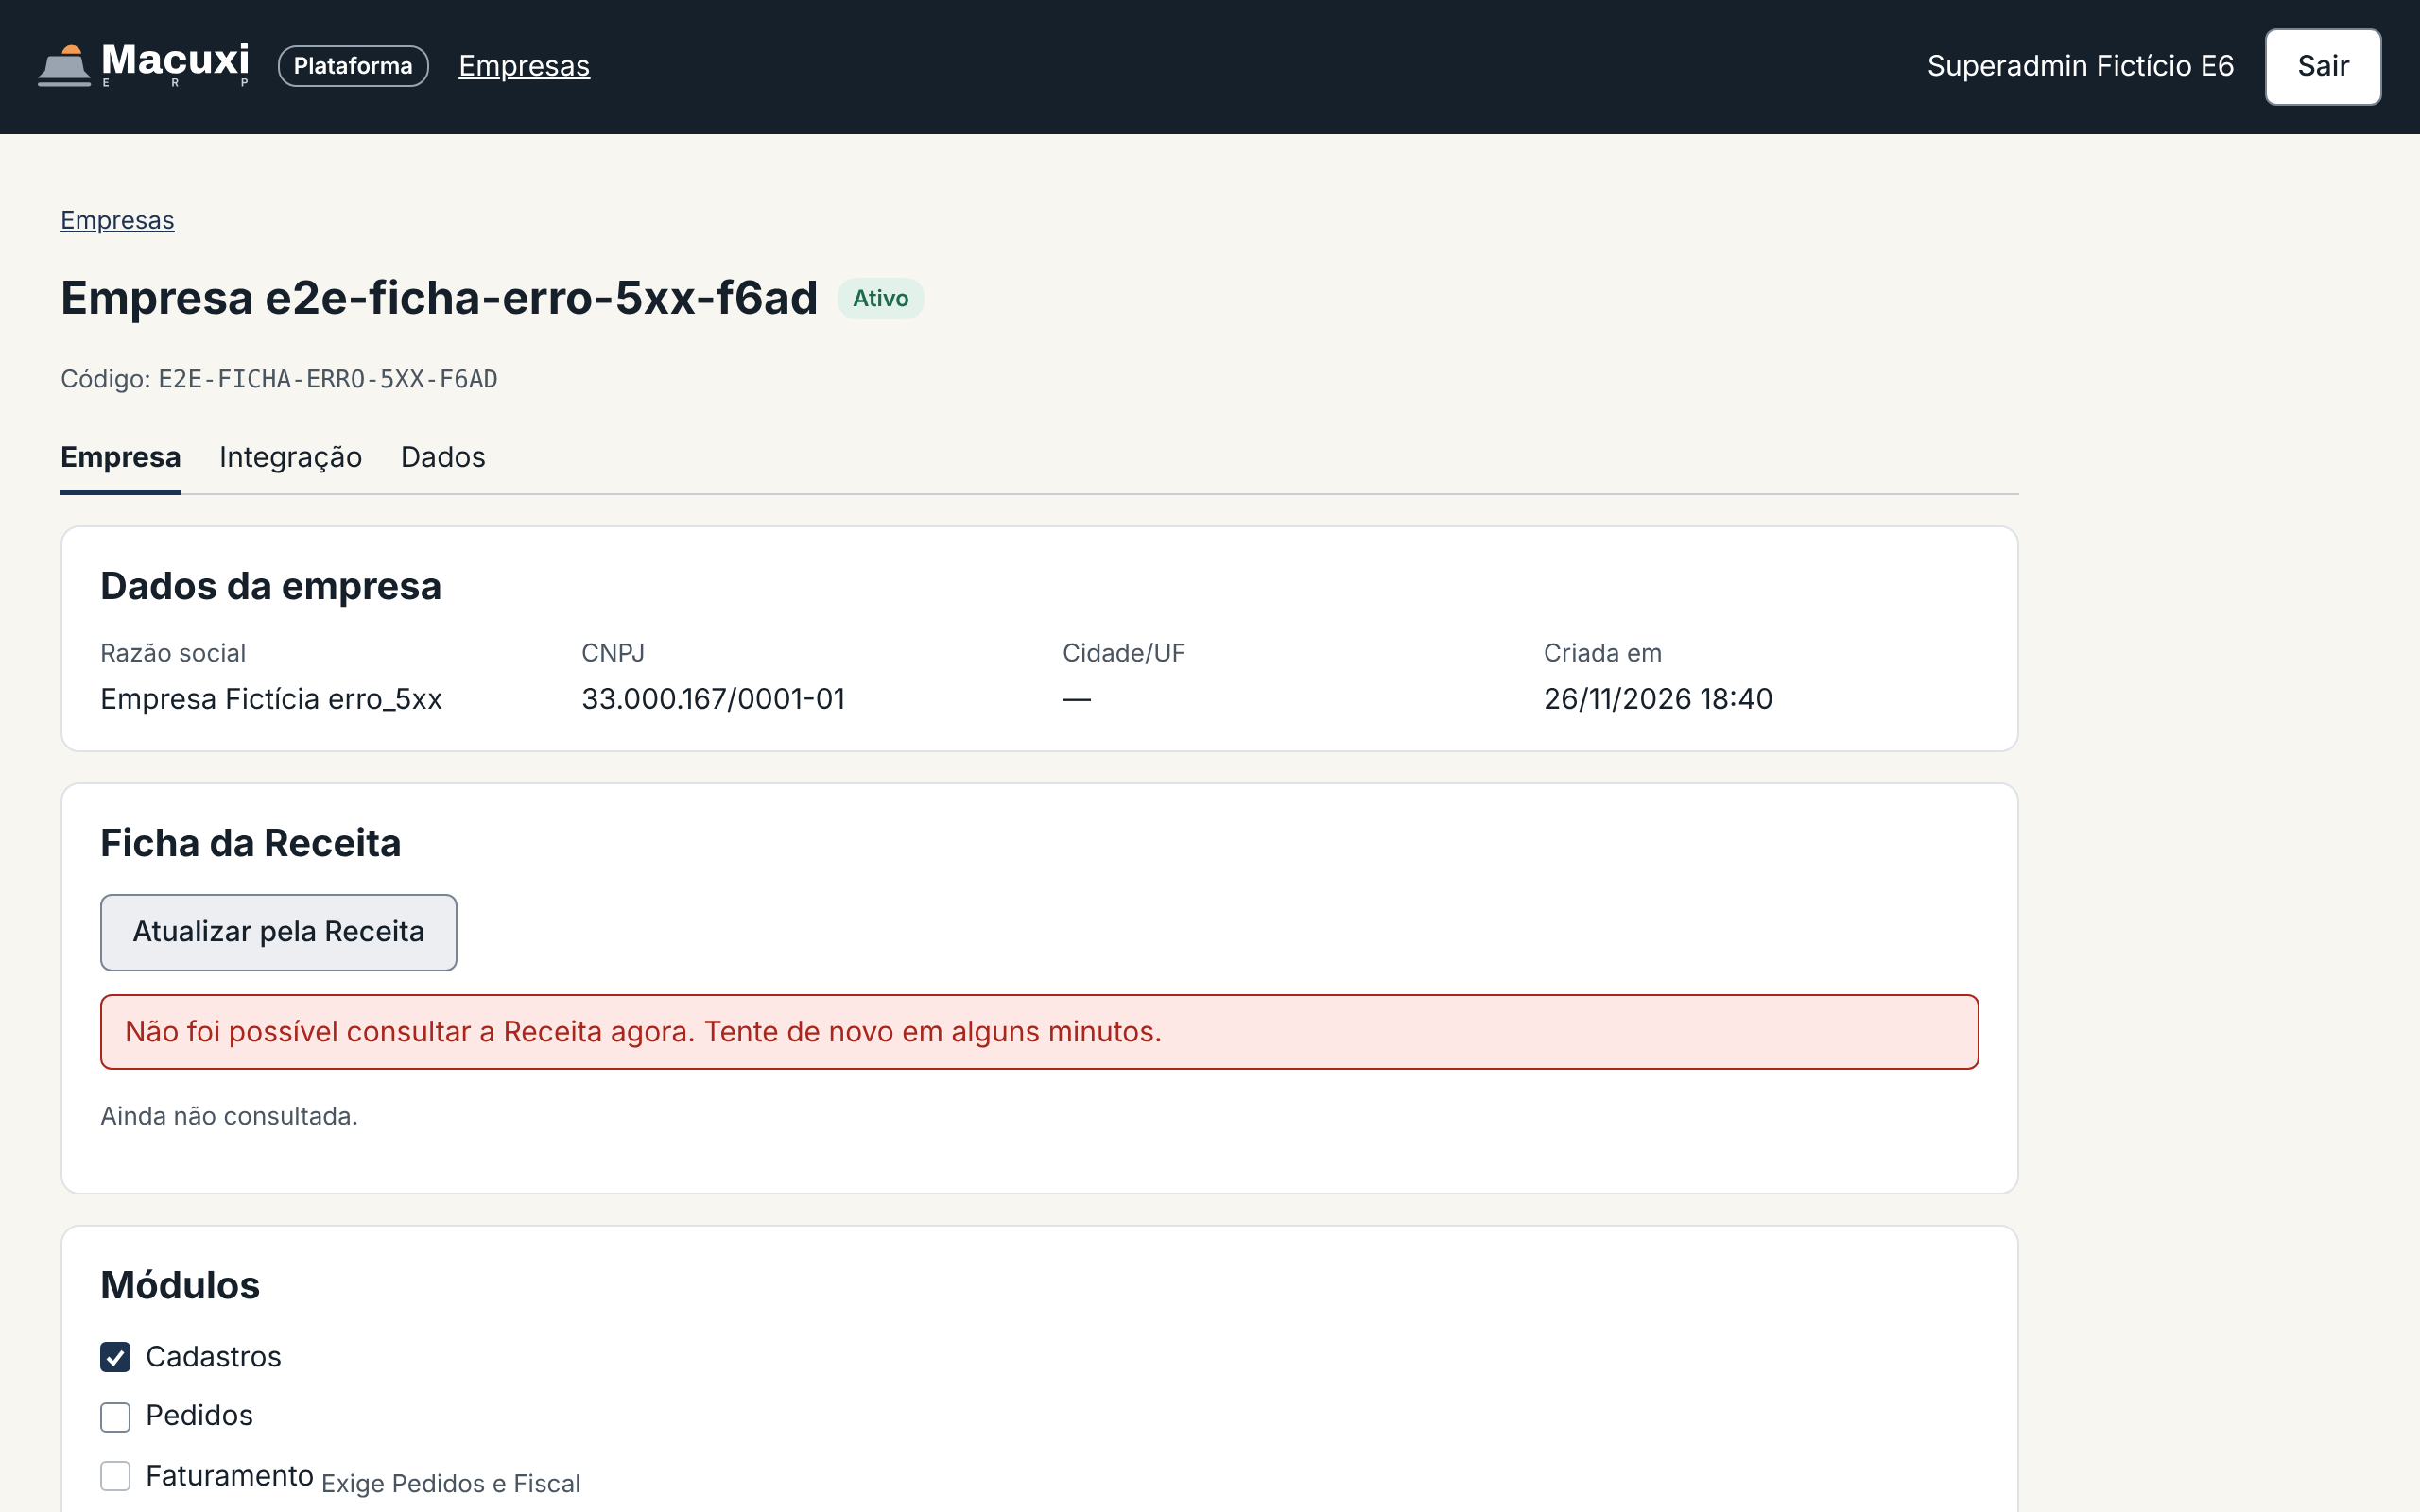 Macuxi
E R P
Plataforma
Empresas
Superadmin Fictício E6
Sair
Empresas
Empresa e2e-ficha-erro-5xx-f6ad
Ativo
Código: E2E-FICHA-ERRO-5XX-F6AD
Empresa
Integração
Dados
Dados da empresa
Razão social
Empresa Fictícia erro_5xx
CNPJ
33.000.167/0001-01
Cidade/UF
—
Criada em
26/11/2026 18:40
Ficha da Receita
Atualizar pela Receita
Não foi possível consultar a Receita agora. Tente de novo em alguns minutos.
Ainda não consultada.
Módulos
Cadastros
Pedidos
Faturamento Exige Pedidos e Fiscal